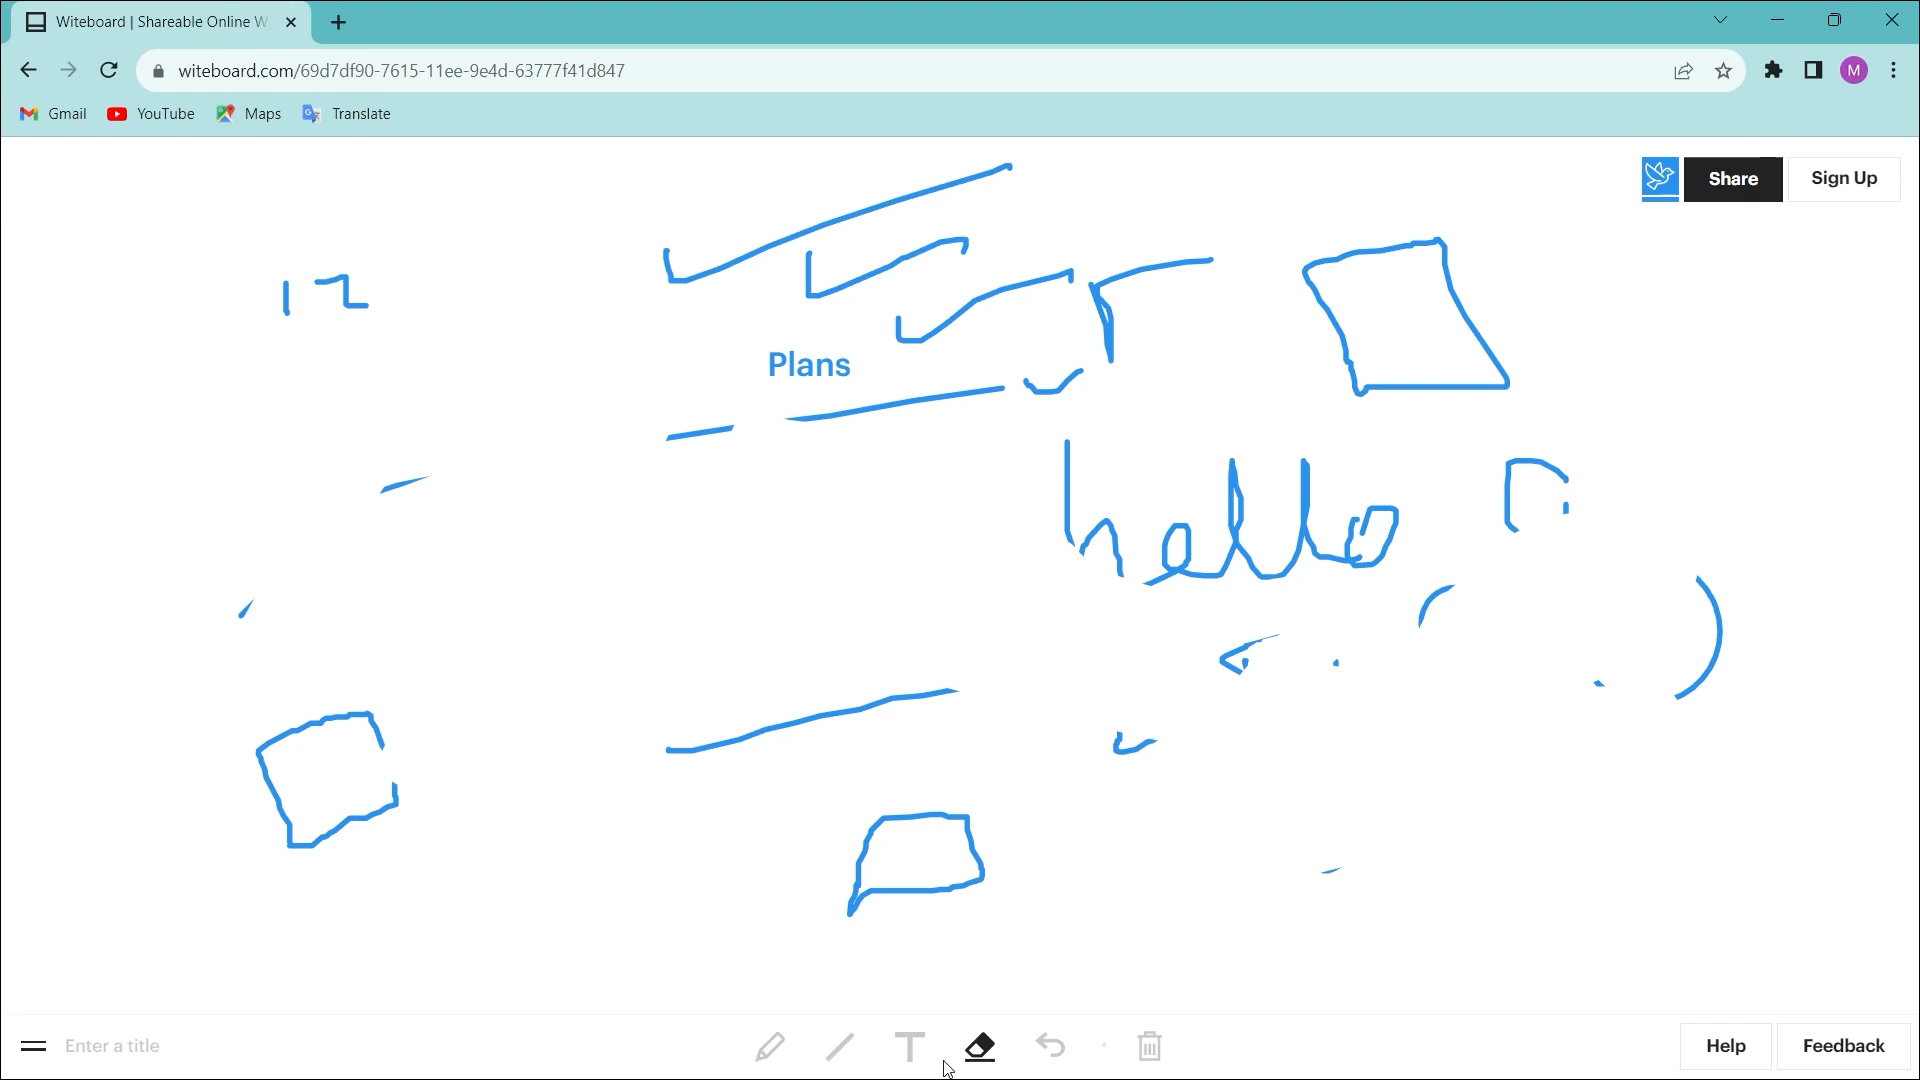 Witeboard | Shareable Online W
witeboard.com/69d7df90-7615-11ee-9e4d-63777f41d847
M
Gmail YouTube Maps Translate
Share Sign Up
12
Plans
hello
Enter a title
T
Help Feedback